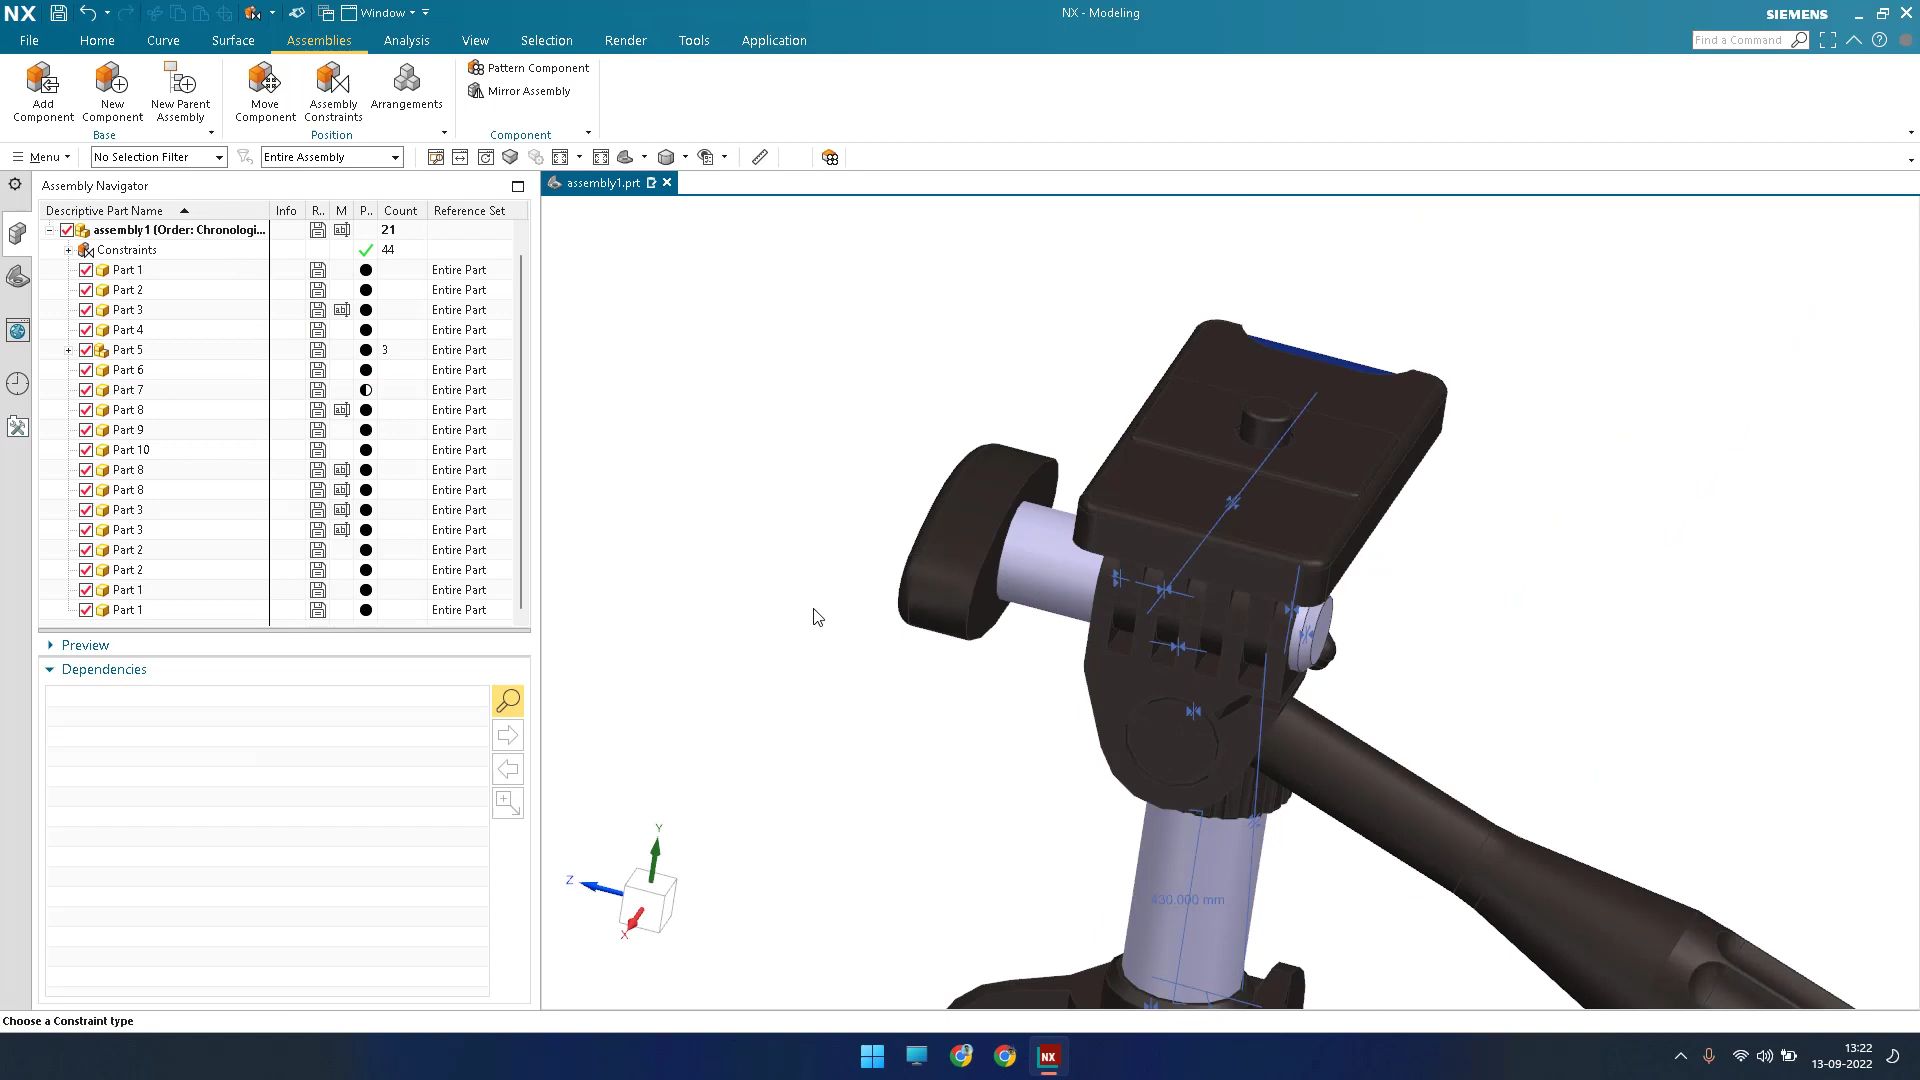 NX
Window
NX - Modeling
SIEMENS
File Home Curve Surface Assemblies Analysis View Selection Render Tools Application
Find a Command
Add Component
New Component
New Parent Assembly
Base
Move Component
Assembly Constraints
Arrangements
Position
Pattern Component
Mirror Assembly
Component
Menu
No Selection Filter
Entire Assembly
Assembly Navigator
assembly1.prt
Descriptive Part Name Info R.. M P.. Count Reference Set
assembly1 (Order: Chronologi... 21
Constraints 44
Part 1 Entire Part
Part 2 Entire Part
Part 3 Entire Part
Part 4 Entire Part
Part 5 3 Entire Part
Part 6 Entire Part
Part 7 Entire Part
Part 8 Entire Part
Part 9 Entire Part
Part 10 Entire Part
Part 8 Entire Part
Part 8 Entire Part
Part 3 Entire Part
Part 3 Entire Part
Part 2 Entire Part
Part 2 Entire Part
Part 1 Entire Part
Part 1 Entire Part
Preview
Dependencies
Y
Z
X
430.000 mm
Choose a Constraint type
NX
13:22
13-09-2022